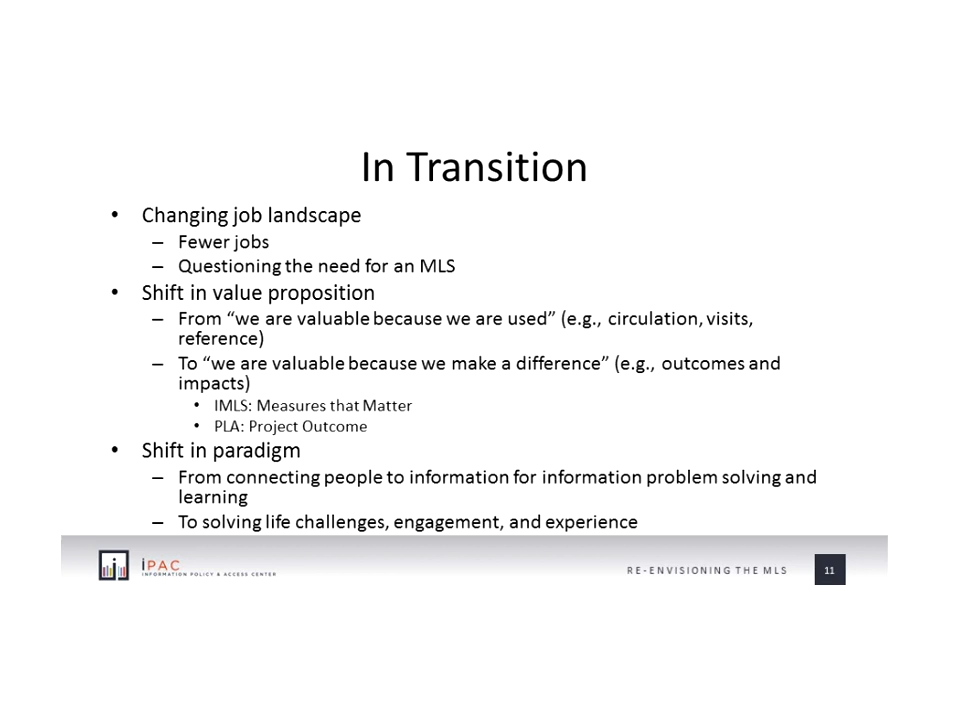 In Transition
• Changing job landscape
– Fewer jobs
– Questioning the need for an MLS
• Shift in value proposition
– From “we are valuable because we are used” (e.g., circulation, visits,
reference)
– To “we are valuable because we make a difference” (e.g., outcomes and
impacts)
• IMLS: Measures that Matter
• PLA: Project Outcome
• Shift in paradigm
– From connecting people to information for information problem solving and
learning
– To solving life challenges, engagement, and experience
iPAC
INFORMATION POLICY & ACCESS CENTER
RE-ENVISIONING THE MLS
11